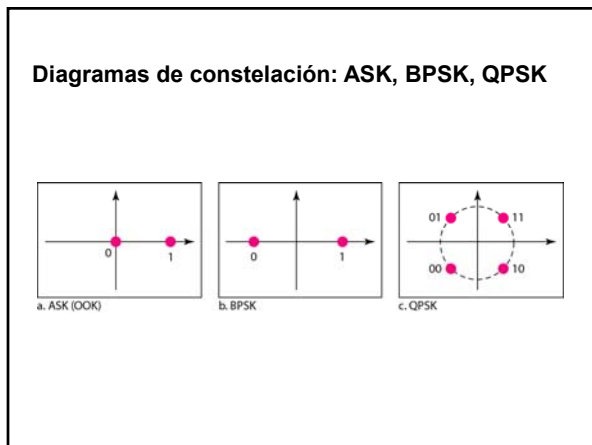 Diagramas de constelación: ASK, BPSK, QPSK
0 1
a. ASK (OOK)
0 1
b. BPSK
01 11
00 10
c. QPSK